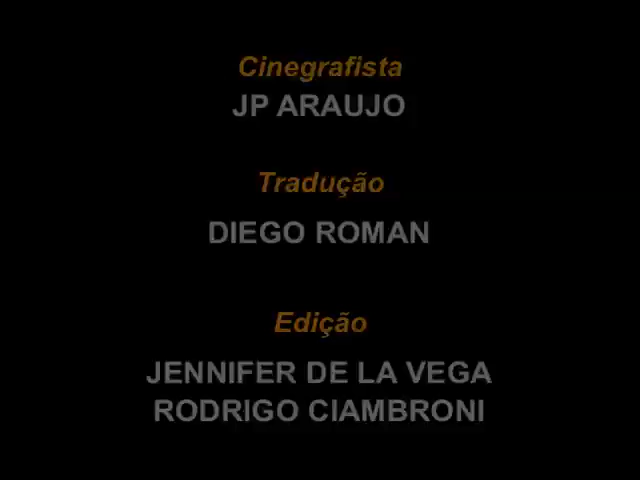 Cinegrafista
JP ARAUJO
Tradução
DIEGO ROMAN
Edição
JENNIFER DE LA VEGA
RODRIGO CIAMBRONI